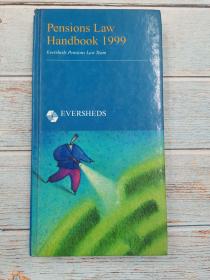 Pensions Law
Handbook 1999
Eversheds Pensions Law Team
EVERSHEDS